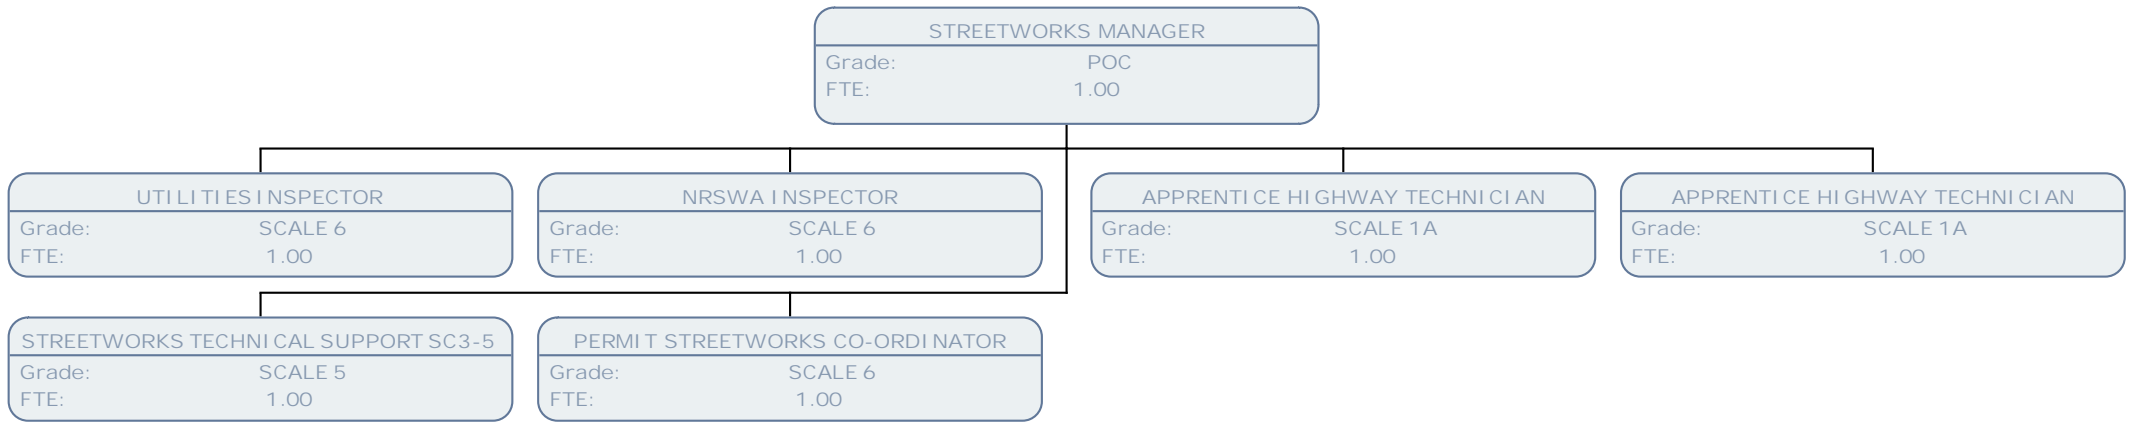 STREETWORKS MANAGER
Grade: POC
FTE: 1.00
UTILITIES INSPECTOR
Grade: SCALE 6
FTE: 1.00
NRSWA INSPECTOR
Grade: SCALE 6
FTE: 1.00
APPRENTICE HIGHWAY TECHNICIAN
Grade: SCALE 1A
FTE: 1.00
APPRENTICE HIGHWAY TECHNICIAN
Grade: SCALE 1A
FTE: 1.00
STREETWORKS TECHNICAL SUPPORT SC3-5
Grade: SCALE 5
FTE: 1.00
PERMIT STREETWORKS CO-ORDINATOR
Grade: SCALE 6
FTE: 1.00